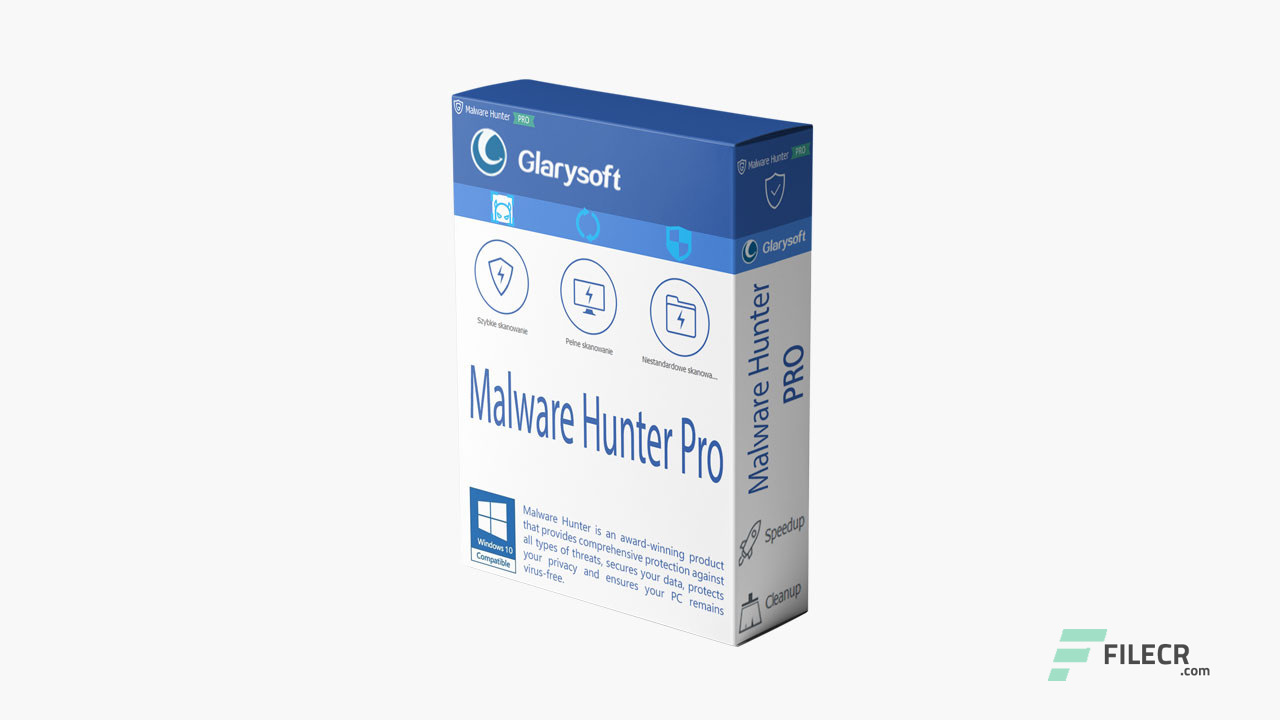 Malware Hunter PRO
Glarysoft
Szybkie skanowanie
Pełne skanowanie
Niestandardowe skanowa...
Malware Hunter Pro
Windows 10
Compatible
Malware Hunter is an award-winning product
that provides comprehensive protection against
all types of threats, secures your data, protects
your privacy and ensures your PC remains
virus-free.
Malware Hunter PRO
Glarysoft
Malware Hunter
PRO
Speedup
Cleanup
FILECR
.com